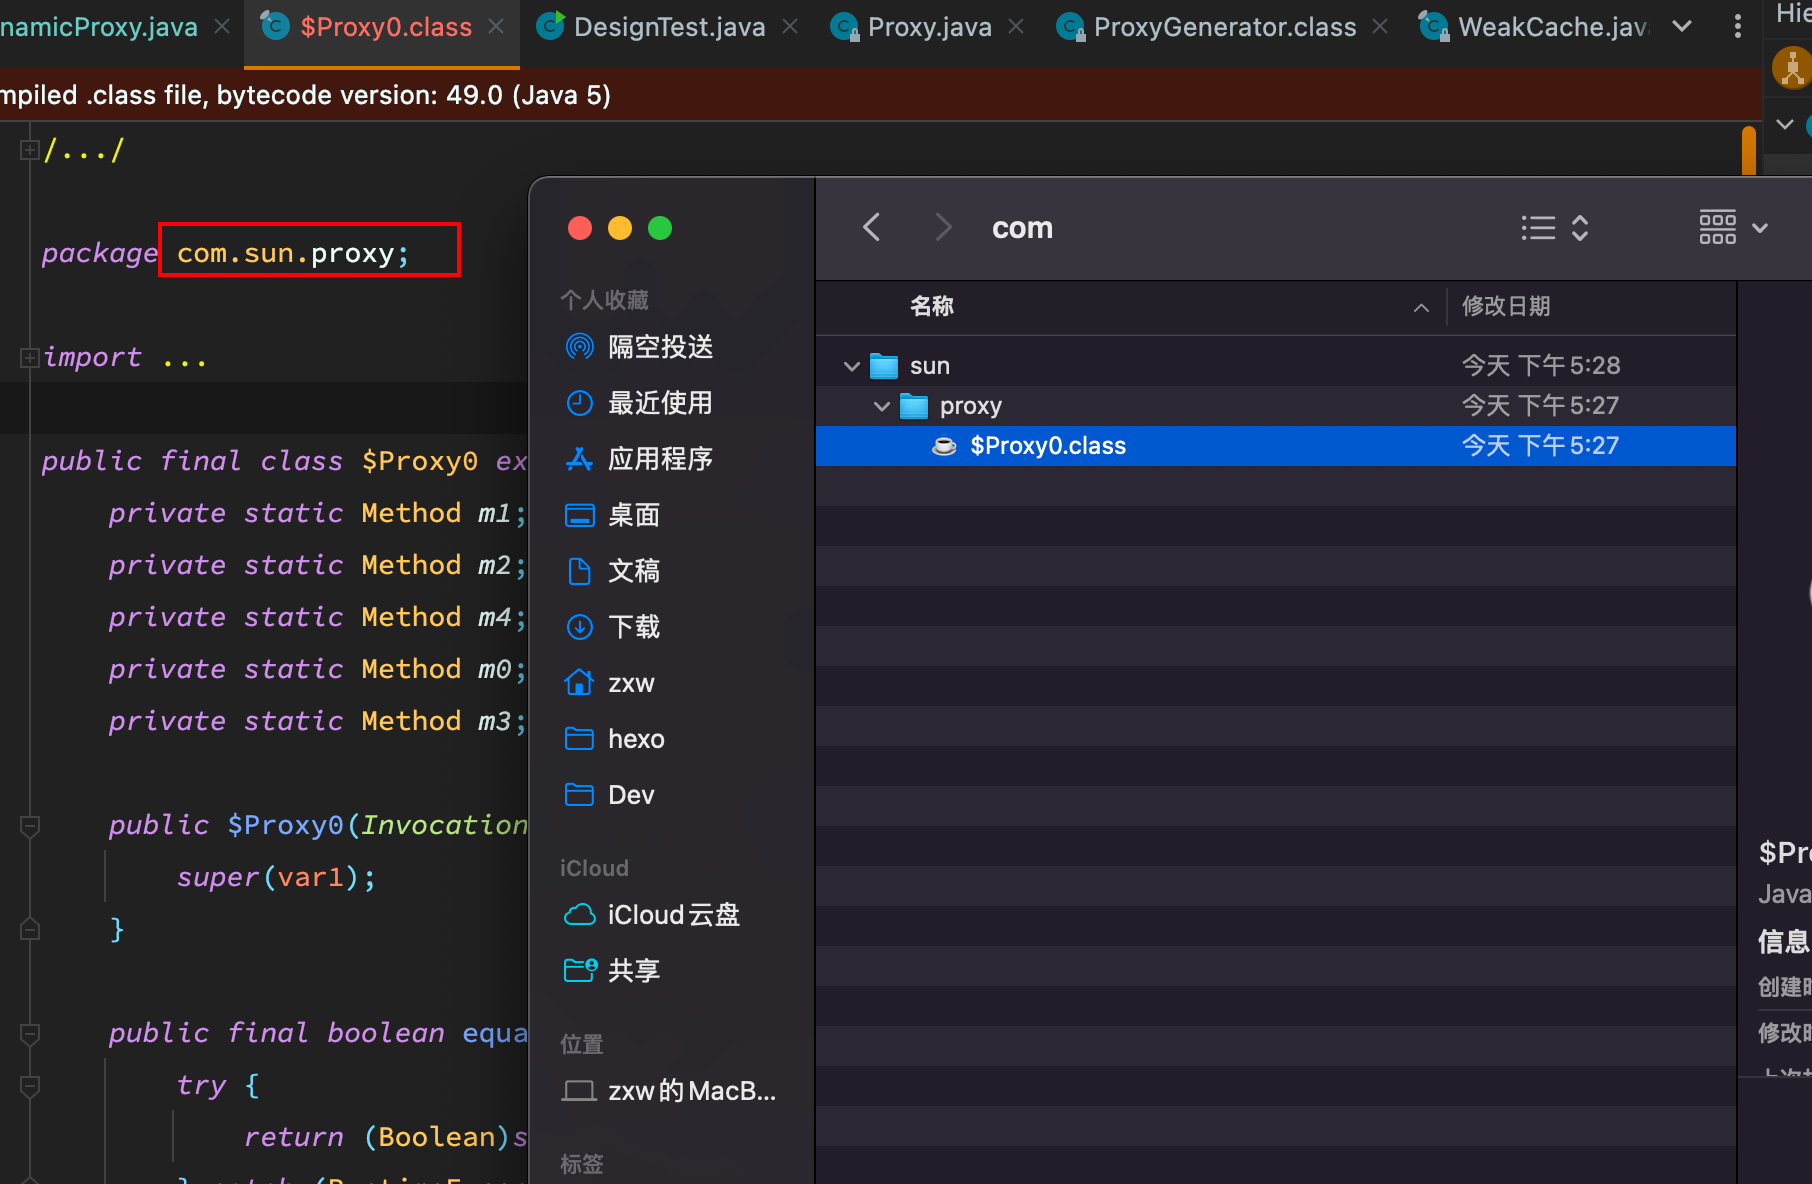 namicProxy.java $Proxy0.class DesignTest.java Proxy.java ProxyGenerator.class WeakCache.jav
Hie
mpiled .class file, bytecode version: 49.0 (Java 5)
/.../
package com.sun.proxy;
import ...
public final class $Proxy0 ex
private static Method m1;
private static Method m2;
private static Method m4;
private static Method m0;
private static Method m3;
public $Proxy0(Invocation
super(var1);
}
public final boolean equa
try {
return (Boolean)s
com
个人收藏
隔空投送
最近使用
应用程序
桌面
文稿
下载
zxw
hexo
Dev
iCloud
iCloud云盘
共享
位置
zxw的MacB...
标签
名称 修改日期
sun 今天 下午5:28
proxy 今天 下午5:27
$Proxy0.class 今天 下午5:27
$Pro
Java
信息
创建时
修改时